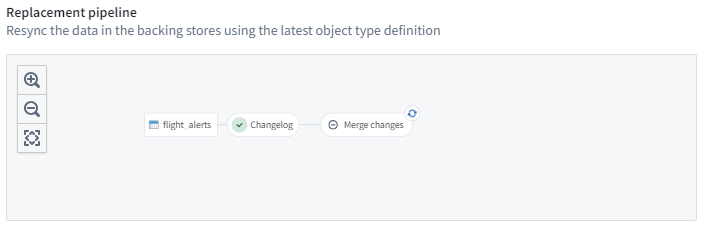 Replacement pipeline
Resync the data in the backing stores using the latest object type definition
flight_alerts
Changelog
Merge changes